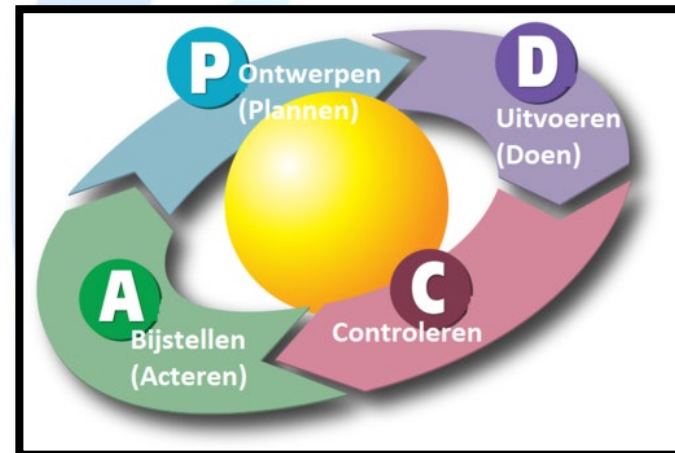 P
Ontwerpen
(Plannen)
D
Uitvoeren
(Doen)
C
Controleren
A
Bijstellen
(Acteren)